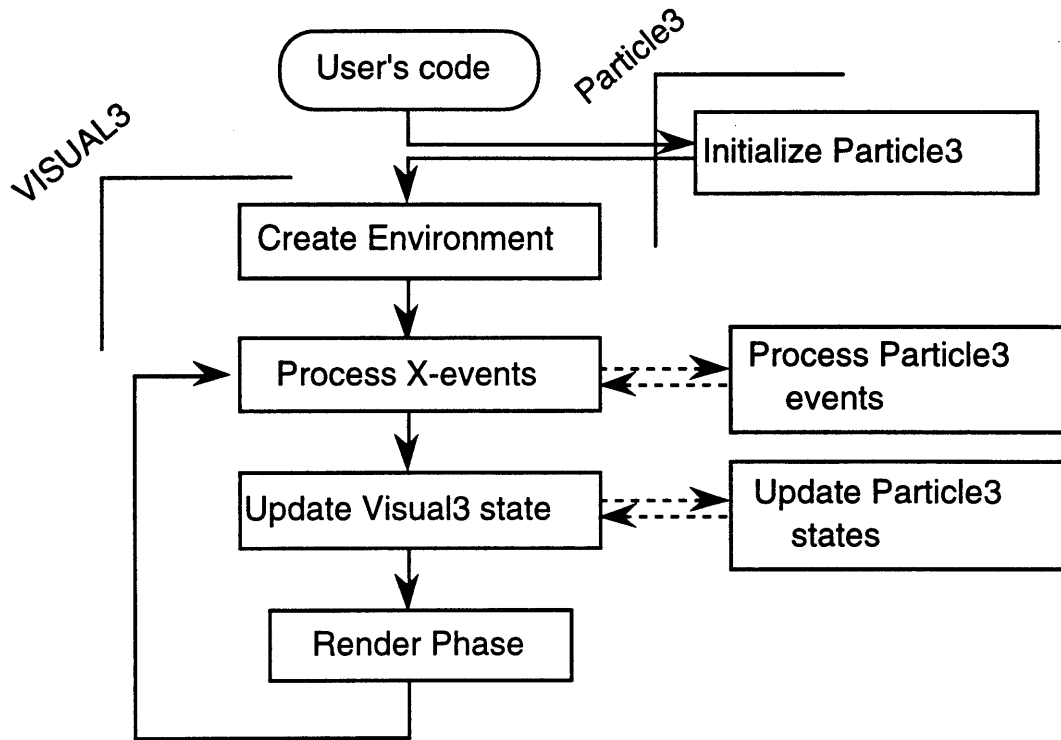 User's code
Particle3
VISUAL3
Initialize Particle3
Create Environment
Process X-events
Process Particle3
events
Update Visual3 state
Update Particle3
states
Render Phase